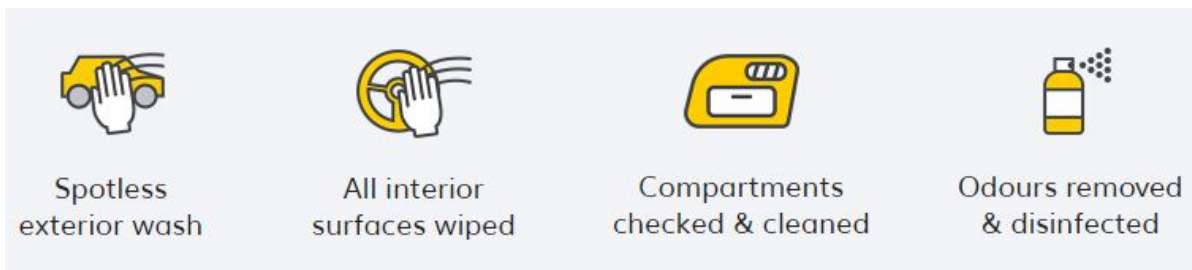 Spotless
exterior wash
All interior
surfaces wiped
Compartments
checked & cleaned
Odours removed
& disinfected